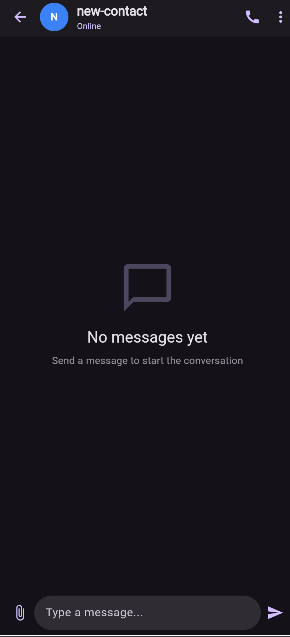 N
new-contact
Online
No messages yet
Send a message to start the conversation
Type a message...